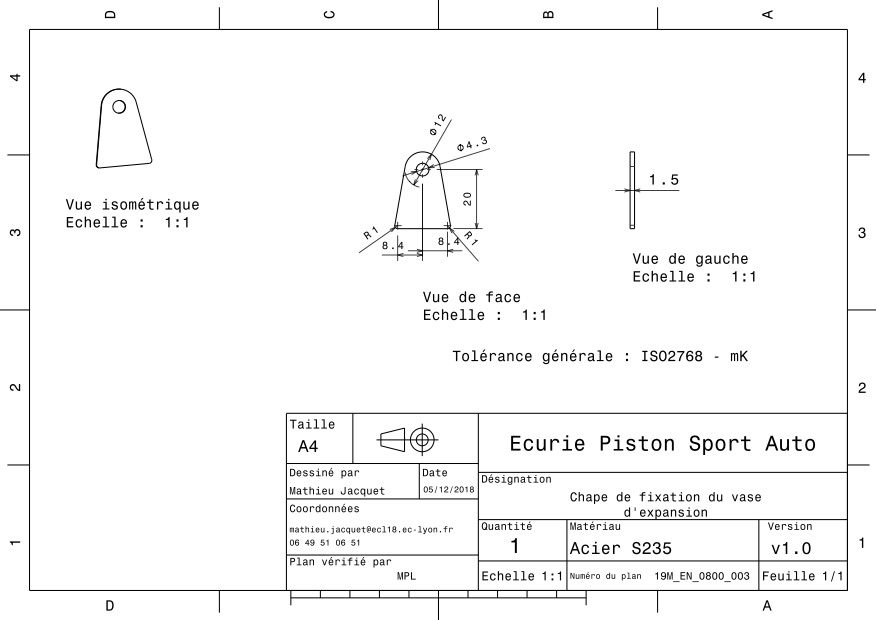 D C B A
4 4
Vue isométrique
Echelle : 1:1
Ø12
Ø4.3
20
R1
8.4
8.4
R1
Vue de face
Echelle : 1:1
1.5
Vue de gauche
Echelle : 1:1
3 3
Tolérance générale : ISO2768 - mK
2 2
Taille
A4
Ecurie Piston Sport Auto
Dessiné par
Mathieu Jacquet
Date
05/12/2018
Désignation
Chape de fixation du vase
d'expansion
Coordonnées
mathieu.jacquet@ecl18.ec-lyon.fr
06 49 51 06 51
Quantité
1
Matériau
Acier S235
Version
v1.0
Plan vérifié par
MPL
Echelle 1:1
Numéro du plan 19M_EN_0800_003
Feuille 1/1
1 1
D A